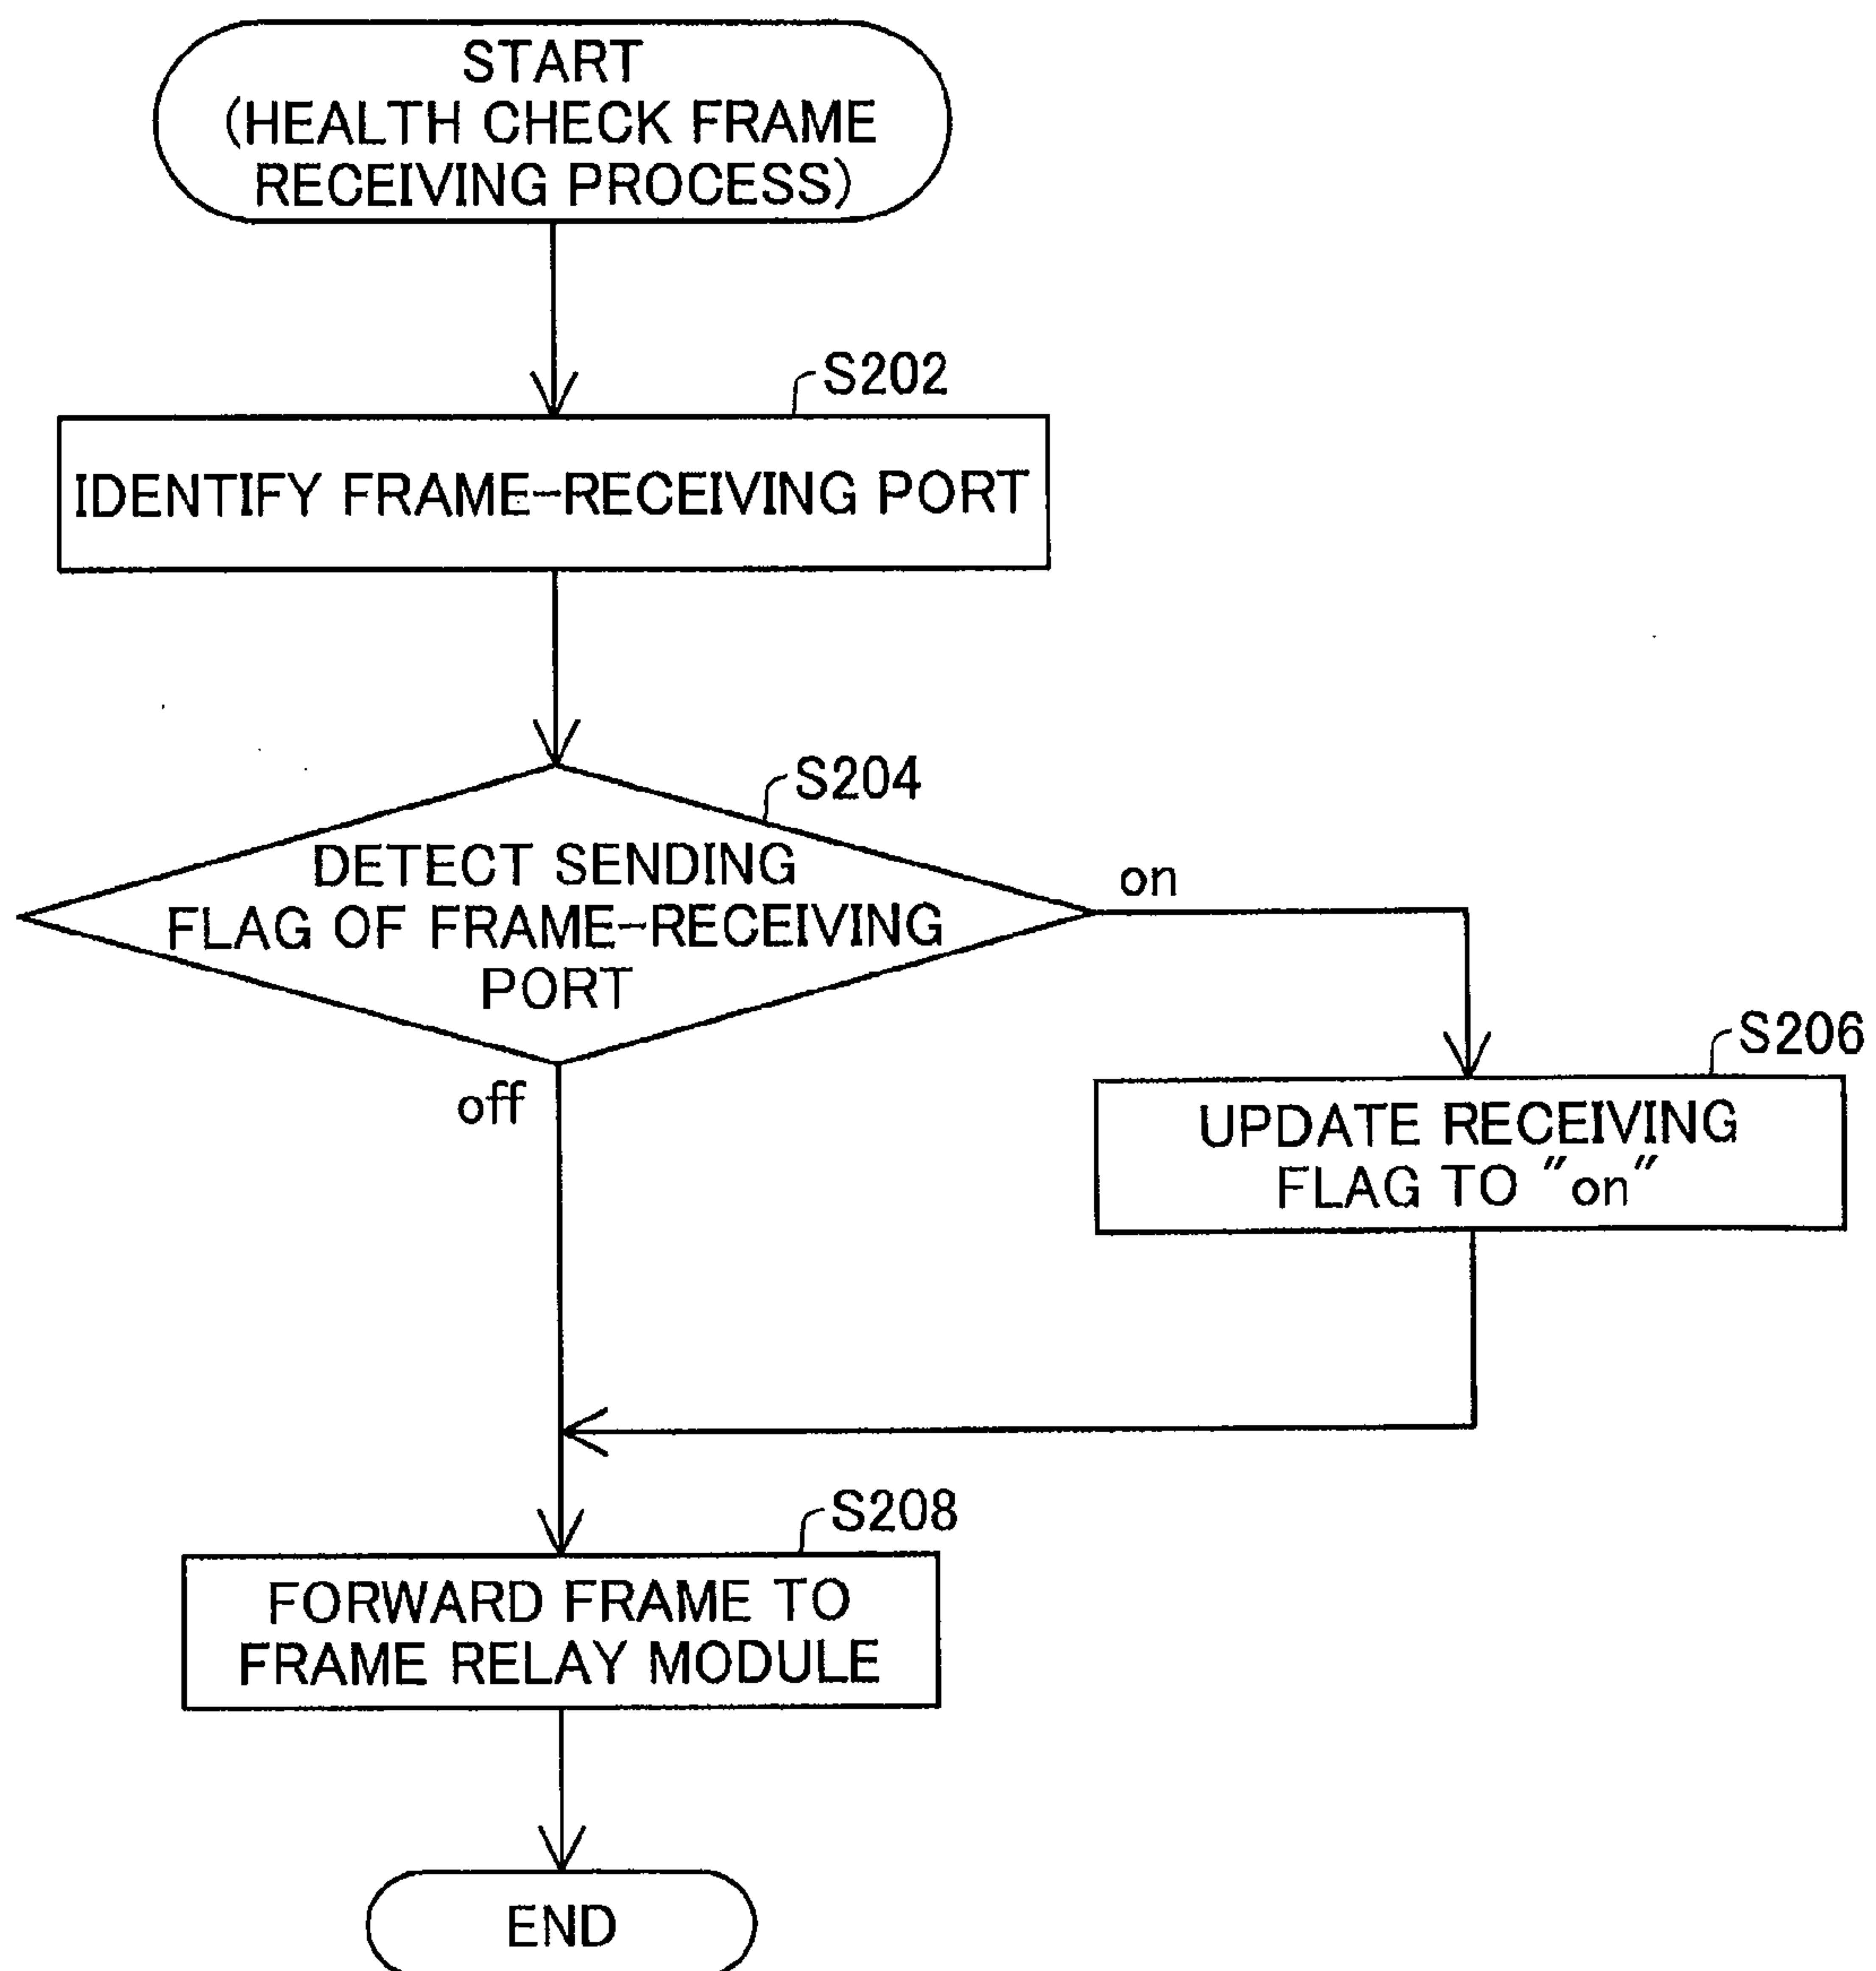 START
(HEALTH CHECK FRAME
RECEIVING PROCESS)
S202
IDENTIFY FRAME-RECEIVING PORT
S204
DETECT SENDING
FLAG OF FRAME-RECEIVING
PORT
on
off
S206
UPDATE RECEIVING
FLAG TO "on"
S208
FORWARD FRAME TO
FRAME RELAY MODULE
END